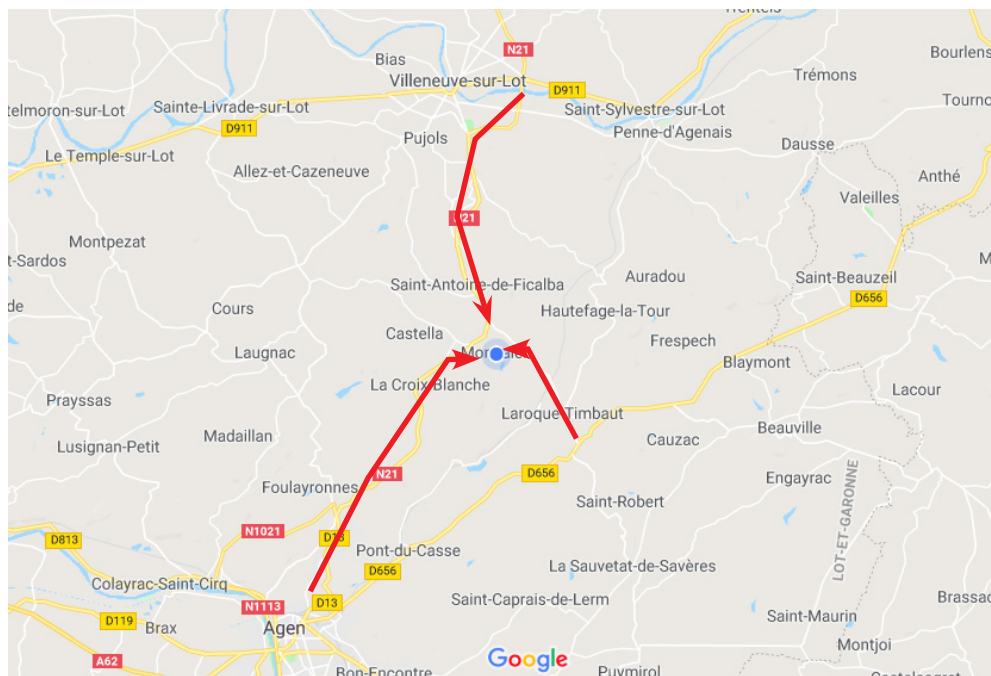 Trentels
N21
Bias
Bourlens
Villeneuve-sur-Lot
Trémons
D911
Sainte-Livrade-sur-Lot
Saint-Sylvestre-sur-Lot
Tourno
telmoron-sur-Lot
D911
Penne-d'Agenais
Pujols
Dausse
Le Temple-sur-Lot
Allez-et-Cazeneuve
Anthé
Valeilles
Montpezat
t-Sardos
Auradou
Saint-Beauzeil
Saint-Antoine-de-Ficalba
D656
de
Cours
Hautefage-la-Tour
Castella
Frespech
Laugnac
Blaymont
La Croix Blanche
Lacour
Prayssas
Laroque-Timbaut
Madaillan
Beauville
Lusignan-Petit
Cauzac
N21
D656
Engayrac
Foulayronnes
Saint-Robert
N1021
D813
Pont-du-Casse
La Sauvetat-de-Savères
LOT-ET-GARONNE
D656
Colayrac-Saint-Cirq
Brassac
Saint-Caprais-de-Lerm
D13
N1113
Saint-Maurin
D119
Brax
Agen
Montjoi
A62
Google
Bon-Encontre
Puymirol